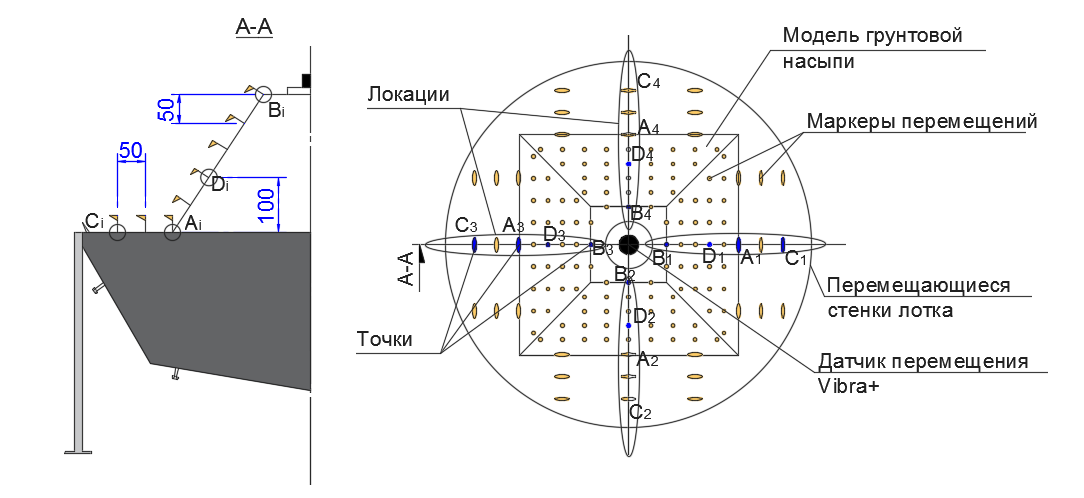 А-А
50
Bi
50
Di
100
Ci
Ai
Локации
C4
Модель грунтовой
насыпи
A4
Маркеры перемещений
D4
B4
C3
A3
D3
B3
B1
D1
A1
C1
А-А
B2
Перемещающиеся
стенки лотка
D2
Точки
A2
Датчик перемещения
Vibra+
C2